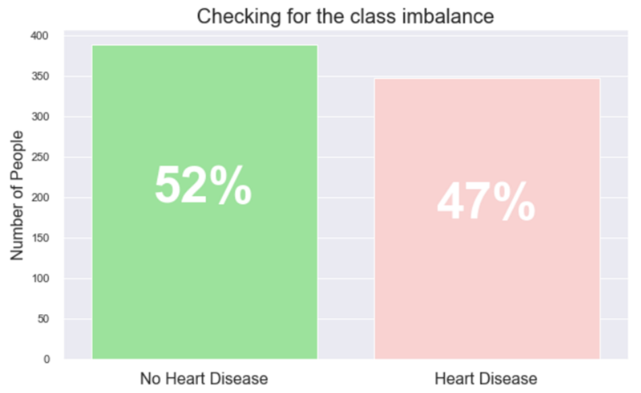 Checking for the class imbalance
Number of People
400
350
300
250
200
150
100
50
0
52%
47%
No Heart Disease
Heart Disease